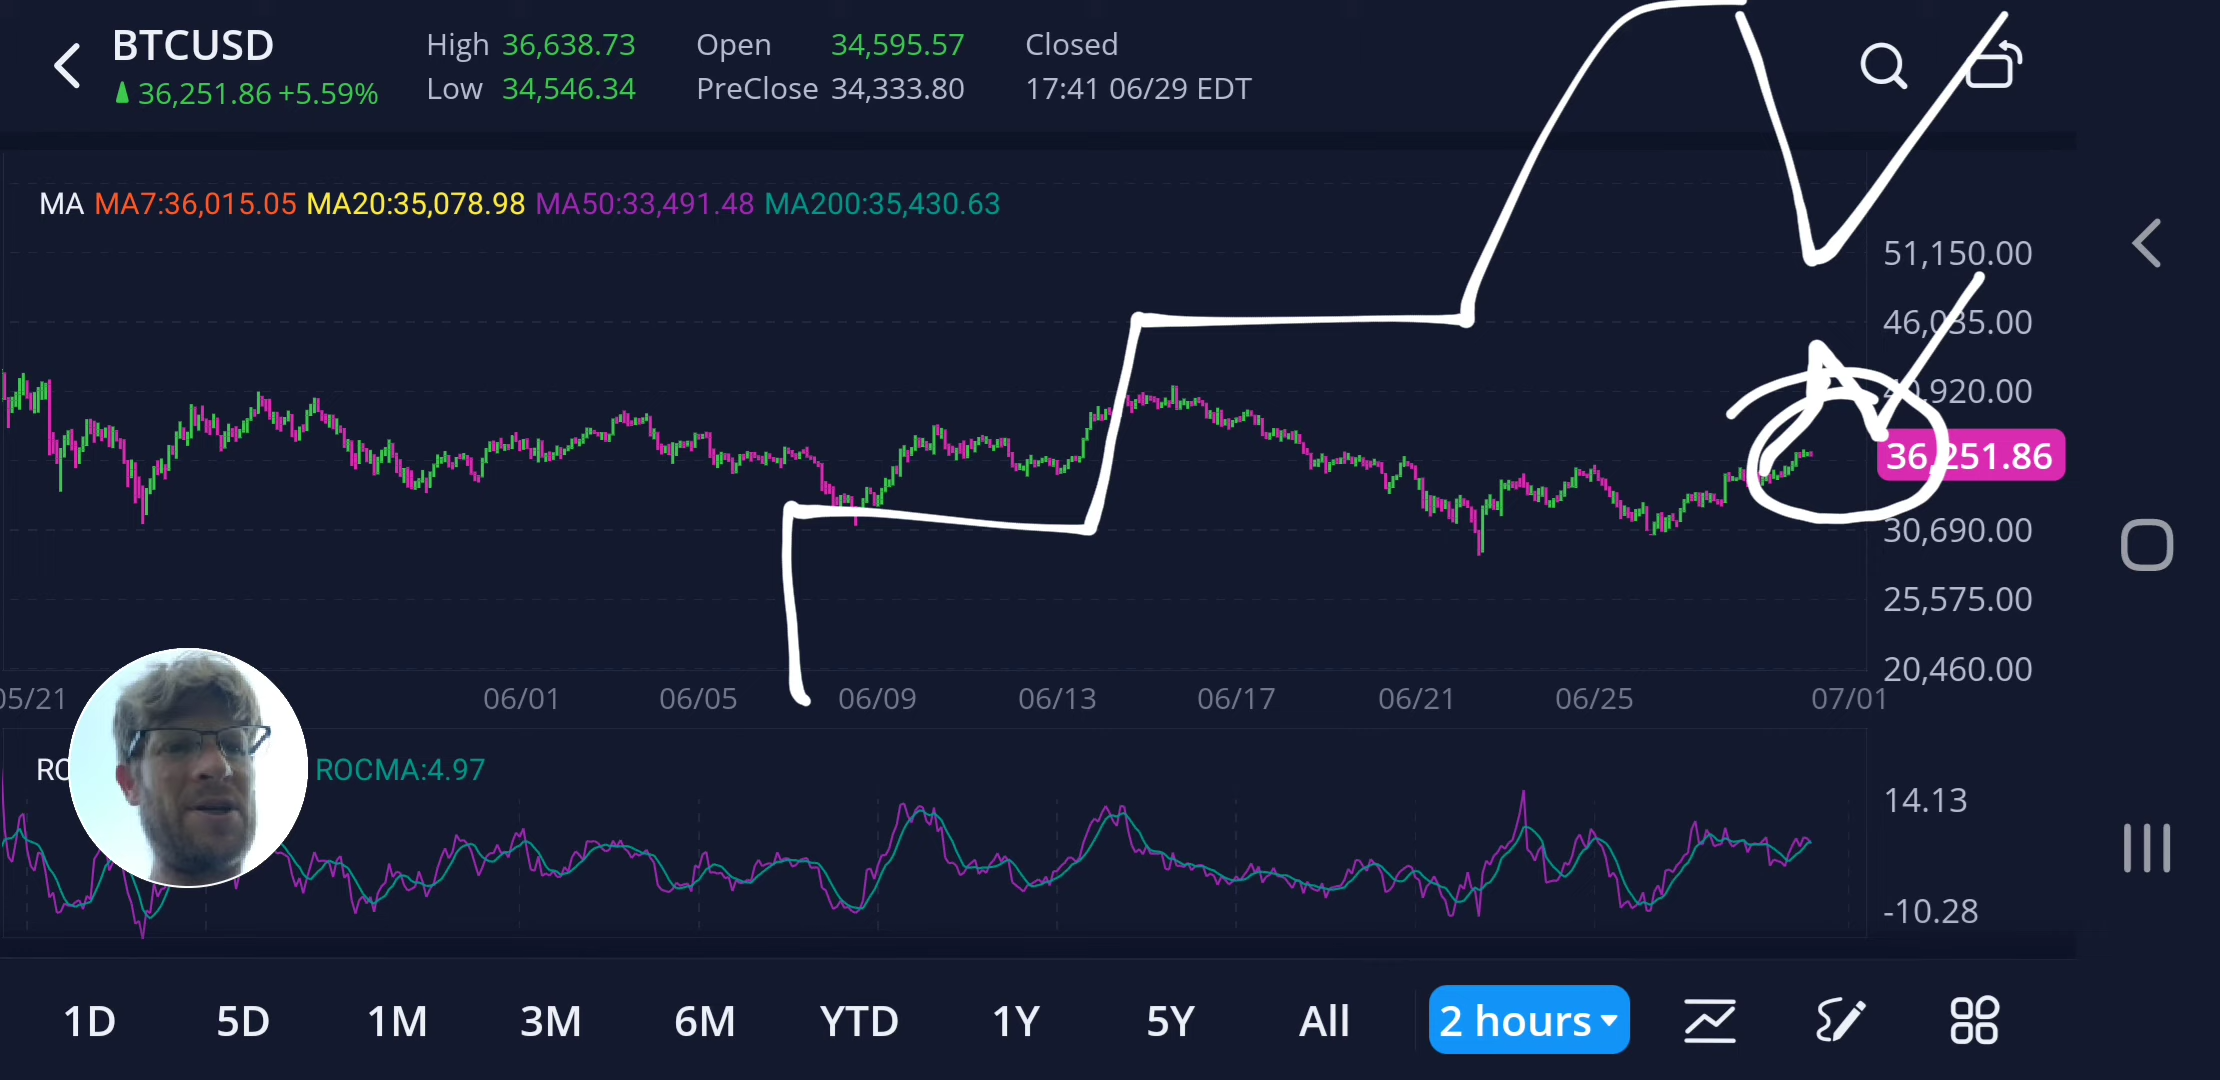 BTCUSD
36,251.86 +5.59%
High 36,638.73
Low 34,546.34
Open 34,595.57
PreClose 34,333.80
Closed
17:41 06/29 EDT
MA MA7:36,015.05 MA20:35,078.98 MA50:33,491.48 MA200:35,430.63
51,150.00
46,035.00
40,920.00
36,251.86
30,690.00
25,575.00
20,460.00
05/21 06/01 06/05 06/09 06/13 06/17 06/21 06/25 07/01
ROCMA:4.97
14.13
-10.28
1D 5D 1M 3M 6M YTD 1Y 5Y All 2 hours